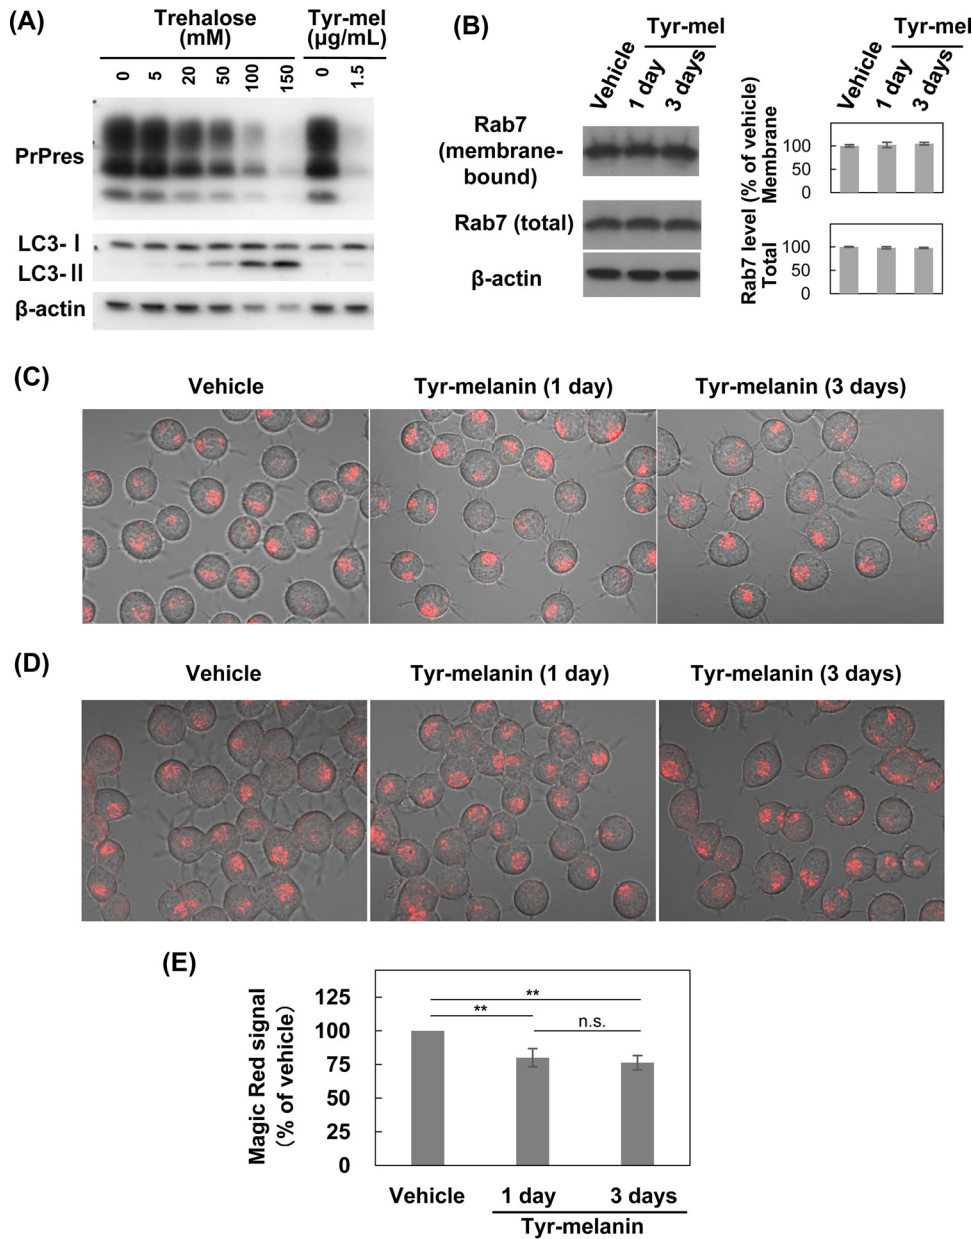 (A)
Trehalose
(mM)
Tyr-mel
(μg/mL)
0 5 20 50 100 150 0 1.5
PrPres
LC3-Ⅰ
LC3-Ⅱ
β-actin
(B)
Tyr-mel
Vehicle 1 day 3 days
Rab7
(membrane-
bound)
Rab7 (total)
β-actin
Tyr-mel
Vehicle 1 day 3 days
Rab7 level (% of vehicle)
Membrane
100
50
0
Total
100
50
0
(C)
Vehicle Tyr-melanin (1 day) Tyr-melanin (3 days)
(D)
Vehicle Tyr-melanin (1 day) Tyr-melanin (3 days)
(E)
Magic Red signal
(% of vehicle)
125
100
75
50
25
0
**
**
n.s.
Vehicle 1 day 3 days
Tyr-melanin